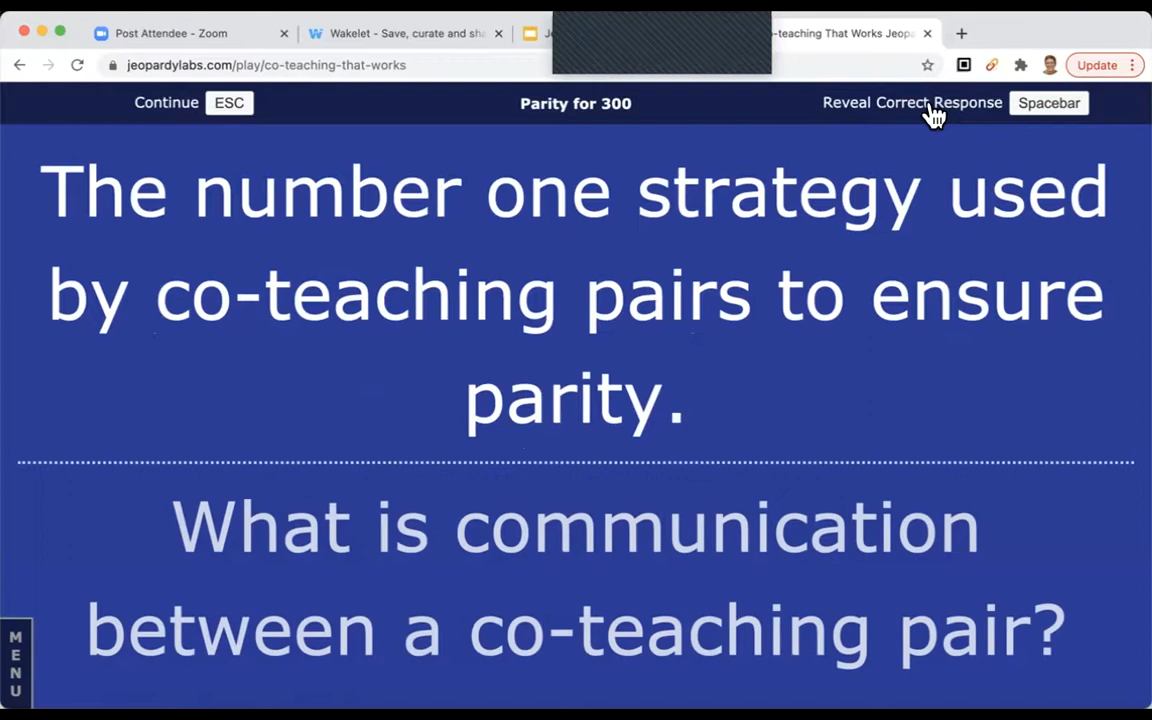 Post Attendee - Zoom
Wakelet - Save, curate and sha
-teaching That Works Jeopa
jeopardylabs.com/play/co-teaching-that-works
Update
Continue ESC
Parity for 300
Reveal Correct Response Spacebar
The number one strategy used
by co-teaching pairs to ensure
parity.
What is communication
between a co-teaching pair?
MENU